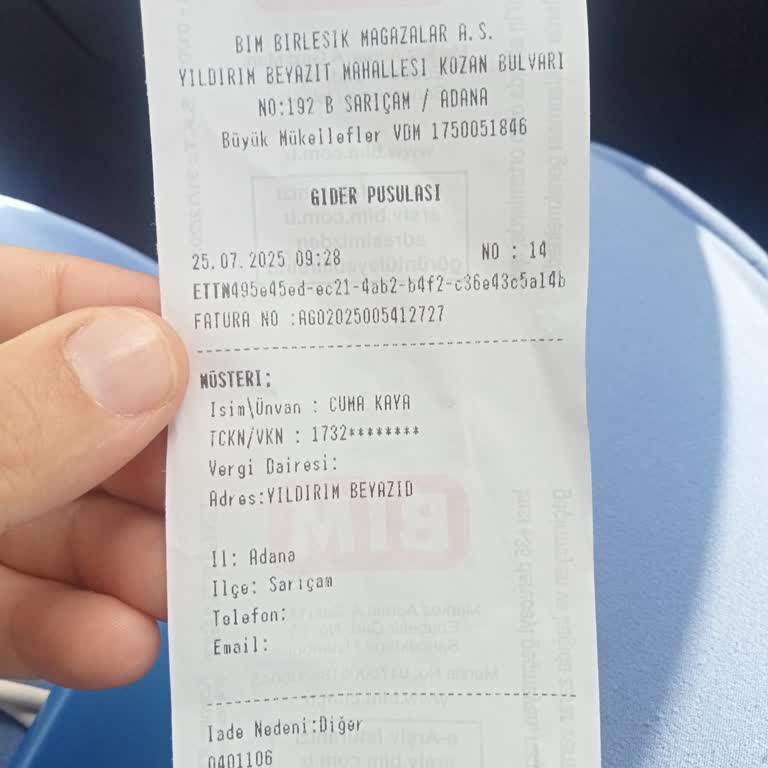 BIM BIRLESIK MAGAZALAR A.S.
YILDIRIM BEYAZIT MAHALLESI KOZAN BULVARI
NO:192 B SARIÇAM / ADANA
Büyük Mükellefler VDM 1750051846
GIDER PUSULASI
25.07.2025 09:28 NO : 14
ETTN495e45ed-ec21-4ab2-b4f2-c36e43c5a14b
FATURA NO :AG02025005412727
MÜSTERI;
Isim\Ünvan : CUMA KAYA
TCKN/VKN : 1732********
Vergi Dairesi:
Adres:YILDIRIM BEYAZID
Il: Adana
Ilçe: Sarıçam
Telefon:
Email:
Iade Nedeni:Diğer
0401106
BIM